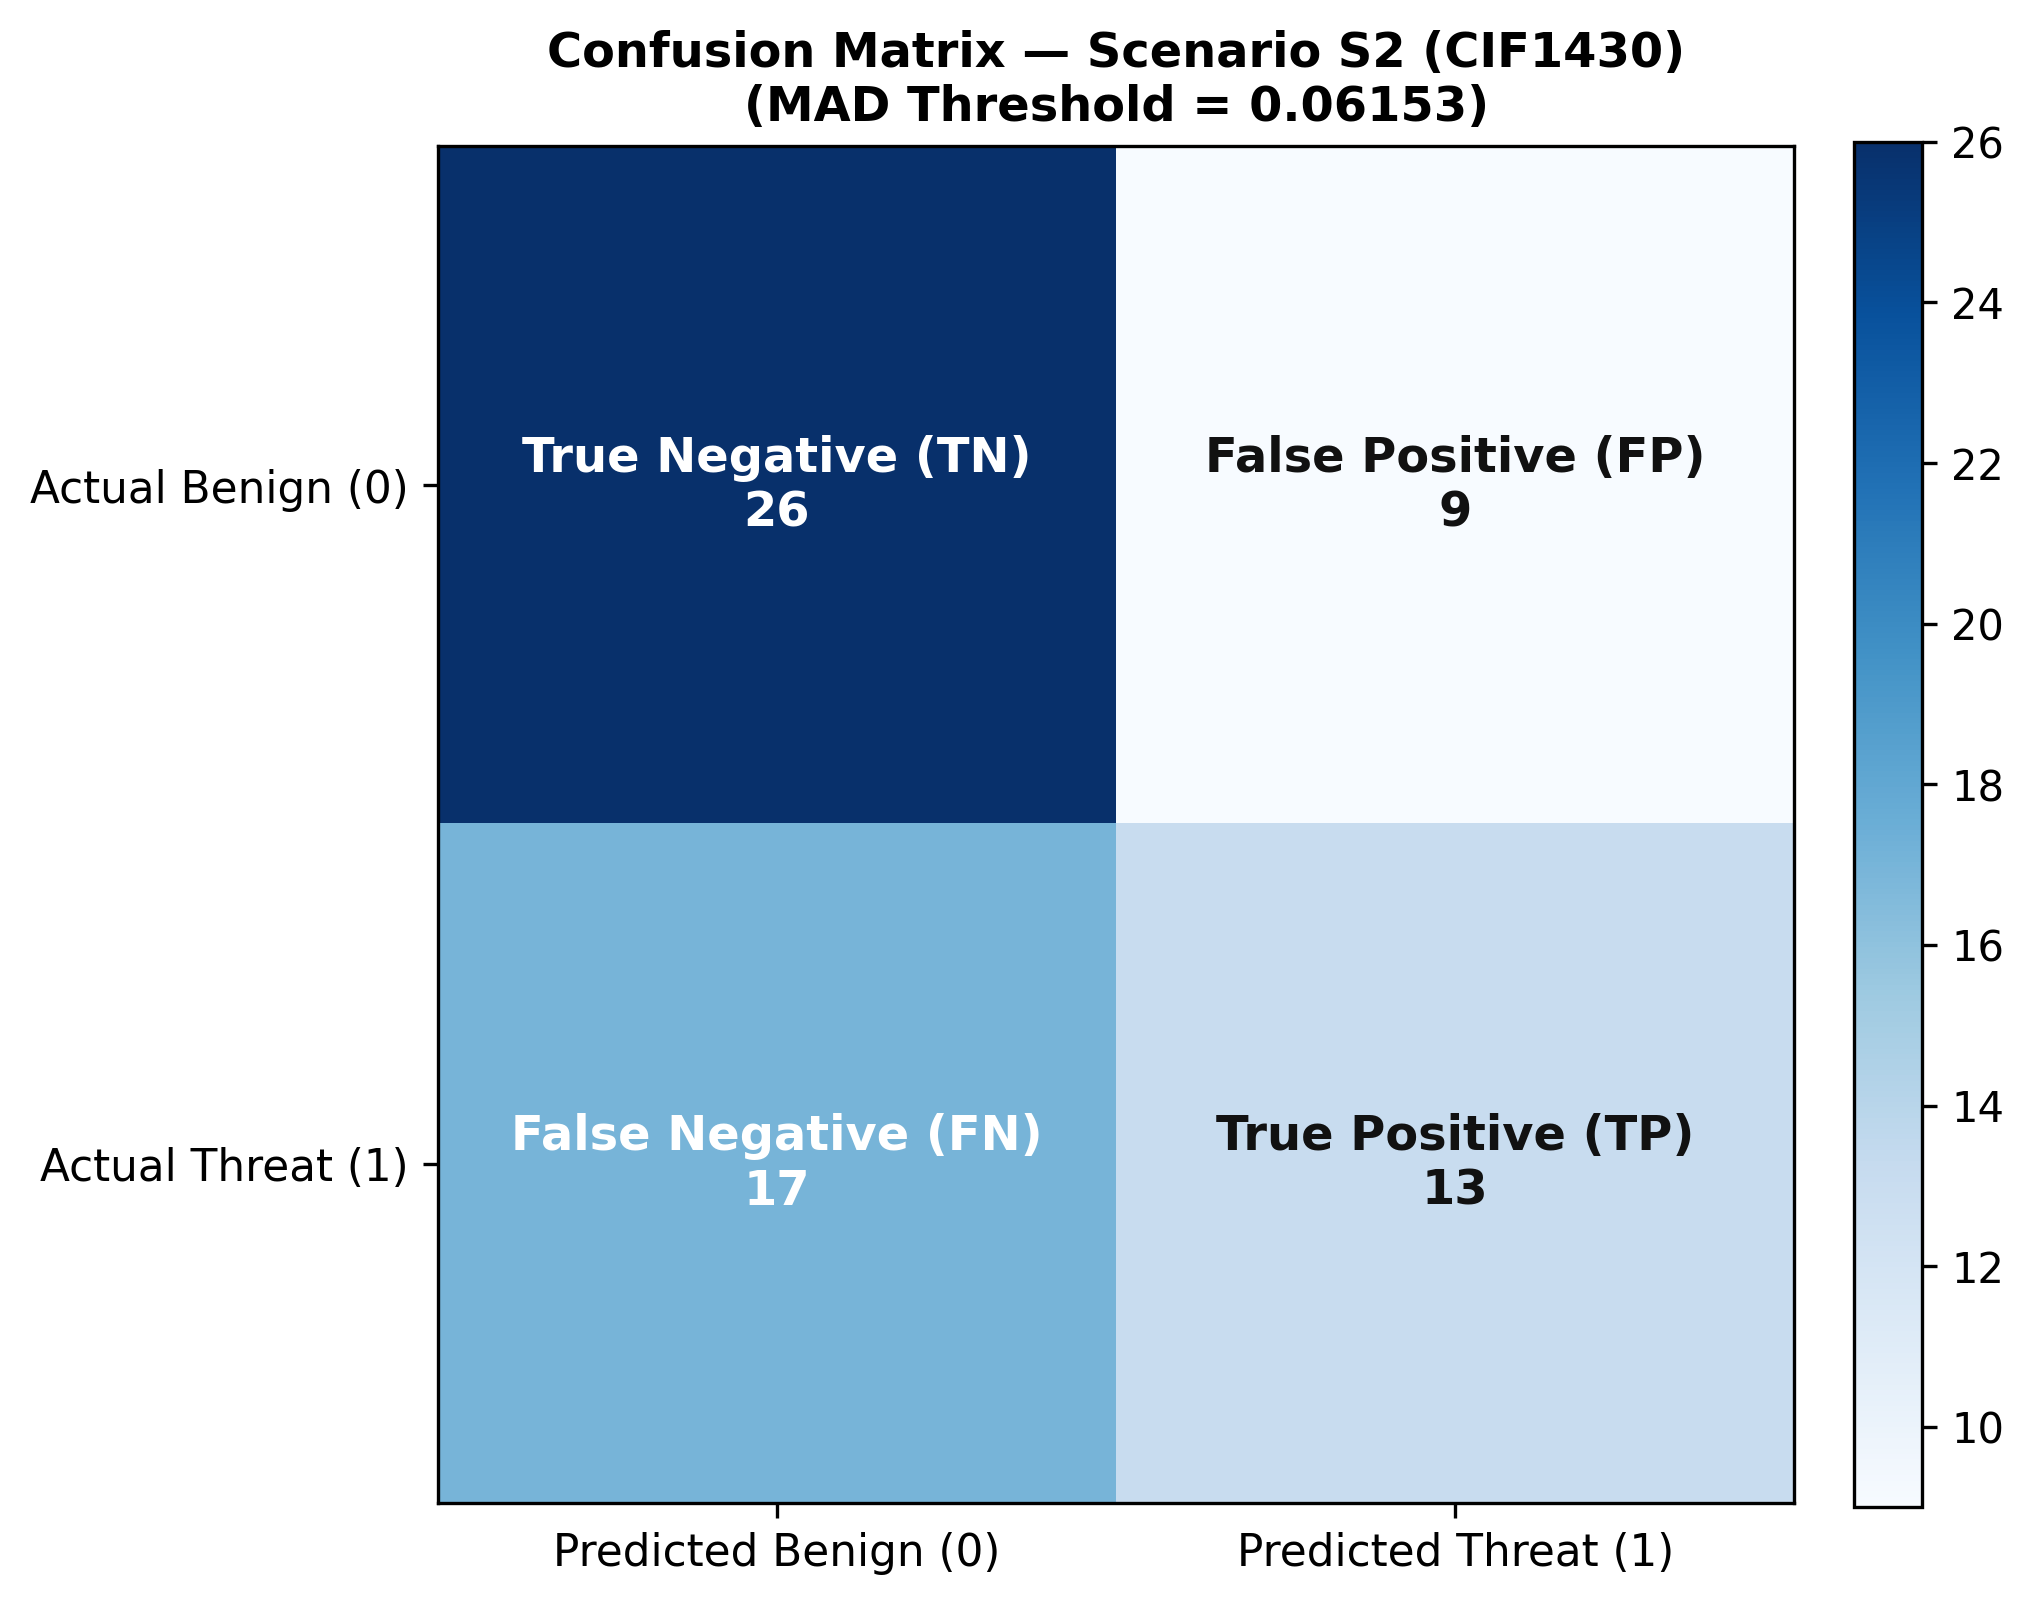 Confusion Matrix — Scenario S2 (CIF1430)
(MAD Threshold = 0.06153)
Actual Benign (0)
True Negative (TN)
26
False Positive (FP)
9
Actual Threat (1)
False Negative (FN)
17
True Positive (TP)
13
Predicted Benign (0)
Predicted Threat (1)
26
24
22
20
18
16
14
12
10